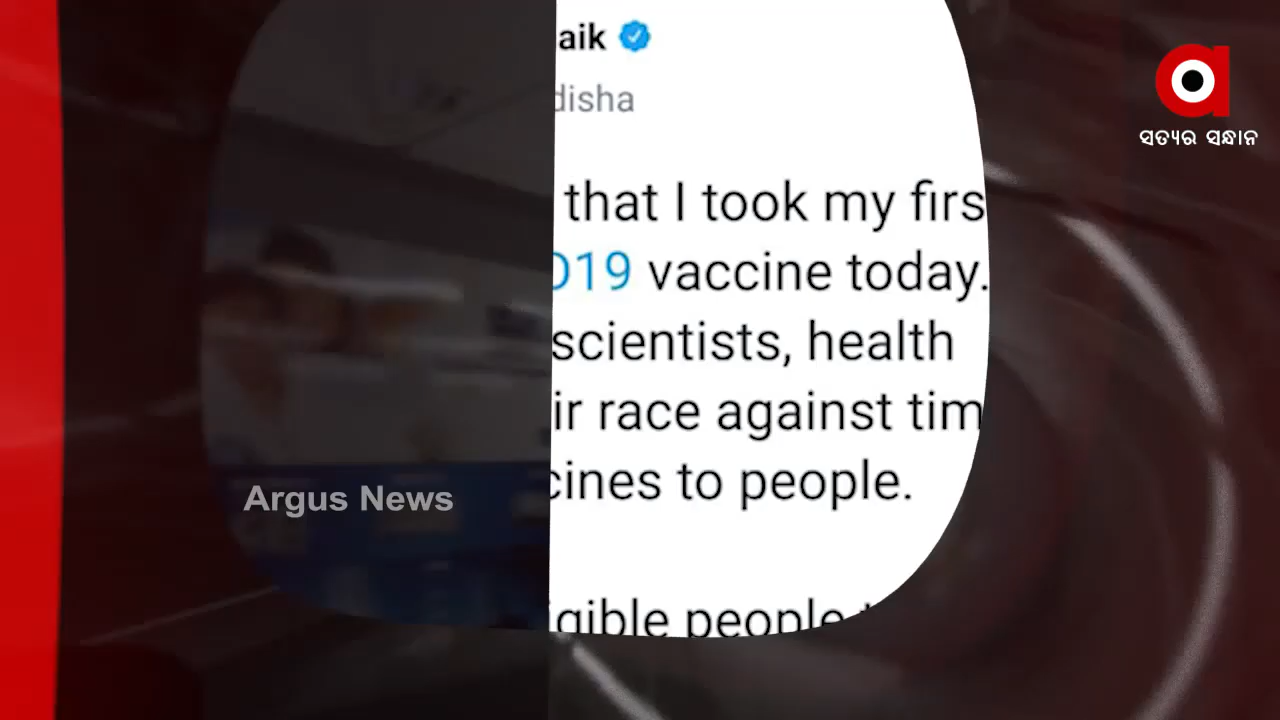 aik
disha
ସତ୍ୟର ସନ୍ଧାନ
that I took my firs
D19 vaccine today.
scientists, health
ir race against tim
cines to people.
Argus News
igible people